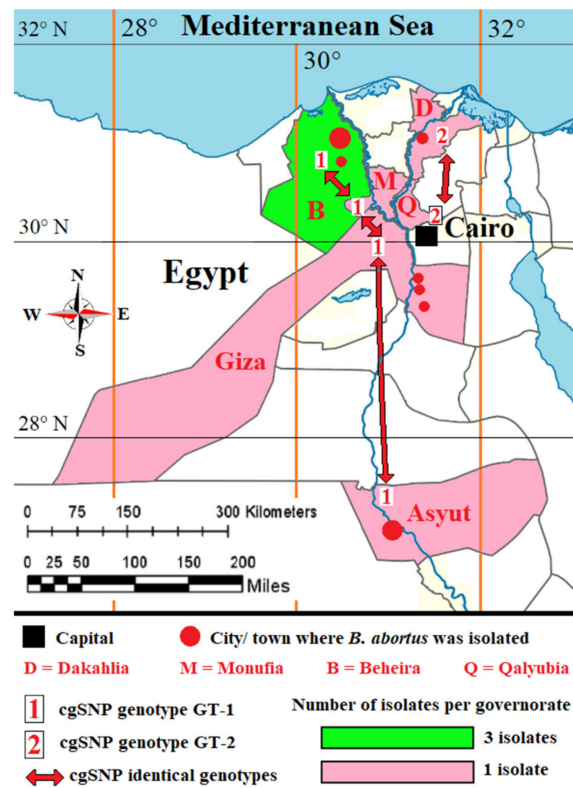 Mediterranean Sea
32° N
28°
30°
32°
D
2
1
M
B
1
Q
2
30° N
1
Cairo
Egypt
N
W
E
S
Giza
28° N
1
Asyut
0 75 150 300 Kilometers
0 25 50 100 150 200
Miles
Capital
City/ town where B. abortus was isolated
D = Dakahlia M = Monufia B = Beheira Q = Qalyubia
1 cgSNP genotype GT-1
Number of isolates per governorate
2 cgSNP genotype GT-2
3 isolates
cgSNP identical genotypes
1 isolate